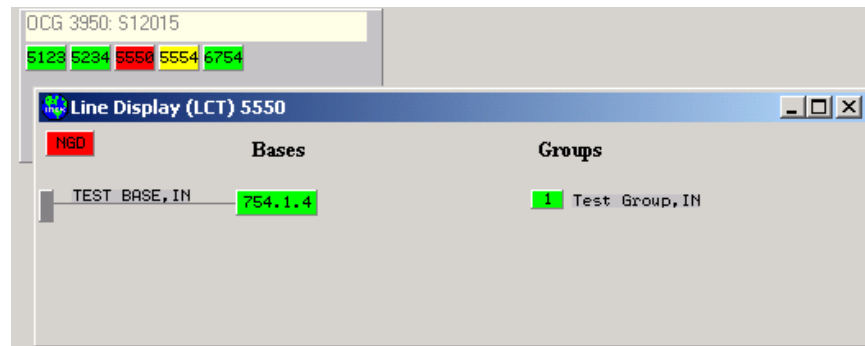 OCG 3950: S12015
5123 5234 5550 5554 6754
Line Display (LCT) 5550
NGD
Bases
Groups
TEST BASE,IN
754.1.4
1 Test Group,IN